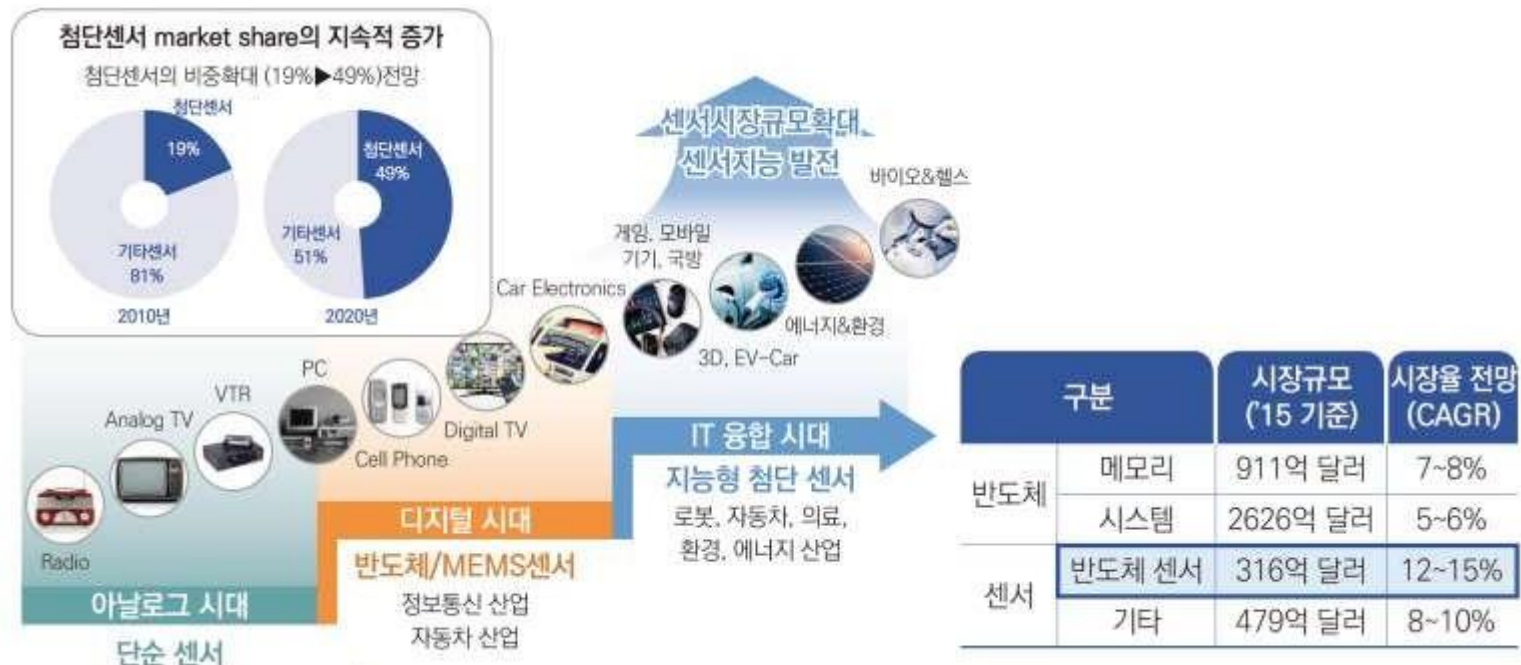 첨단센서 market share의 지속적 증가
첨단센서의 비중확대 (19%▶49%)전망
첨단센서
19%
기타센서
81%
2010년
첨단센서
49%
기타센서
51%
2020년
센서시장규모확대
센서지능 발전
바이오&헬스
게임, 모바일
기기, 국방
에너지&환경
Car Electronics
3D, EV-Car
PC
VTR
Analog TV
Digital TV
Cell Phone
Radio
IT 융합 시대
지능형 첨단 센서
로봇, 자동차, 의료,
환경, 에너지 산업
디지털 시대
반도체/MEMS센서
정보통신 산업
자동차 산업
아날로그 시대
단순 센서
구분 시장규모 ('15 기준) 시장율 전망 (CAGR)
반도체 메모리 911억 달러 7~8%
시스템 2626억 달러 5~6%
센서 반도체 센서 316억 달러 12~15%
기타 479억 달러 8~10%